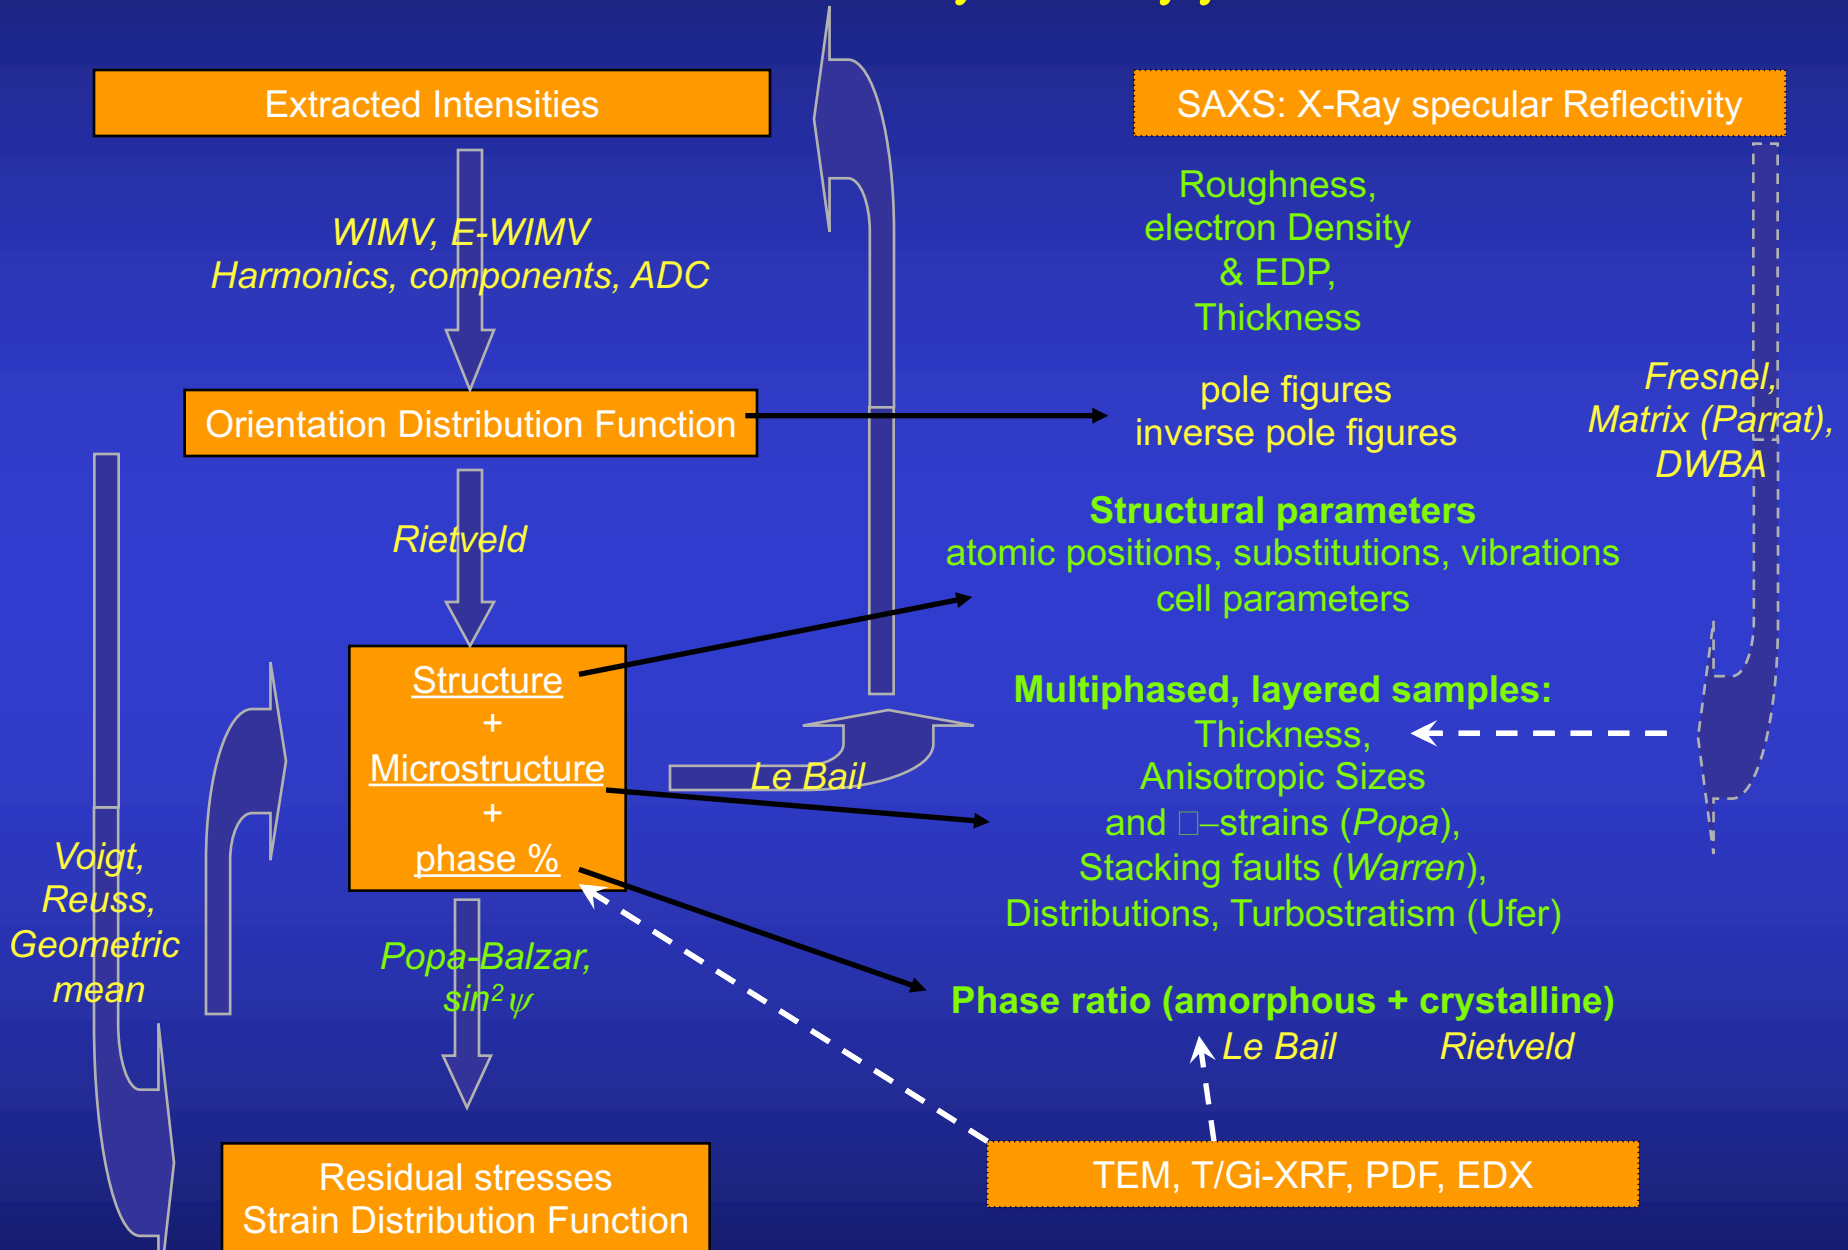 Extracted Intensities
SAXS: X-Ray specular Reflectivity
WIMV, E-WIMV
Harmonics, components, ADC
Roughness,
electron Density
& EDP,
Thickness
Orientation Distribution Function
pole figures
inverse pole figures
Fresnel,
Matrix (Parrat),
DWBA
Rietveld
Structural parameters
atomic positions, substitutions, vibrations
cell parameters
Structure
+
Microstructure
+
phase %
Le Bail
Multiphased, layered samples:
Thickness,
Anisotropic Sizes
and □–strains (Popa),
Stacking faults (Warren),
Distributions, Turbostratism (Ufer)
Voigt,
Reuss,
Geometric
mean
Popa-Balzar,
sin²ψ
Phase ratio (amorphous + crystalline)
Le Bail Rietveld
Residual stresses
Strain Distribution Function
TEM, T/Gi-XRF, PDF, EDX